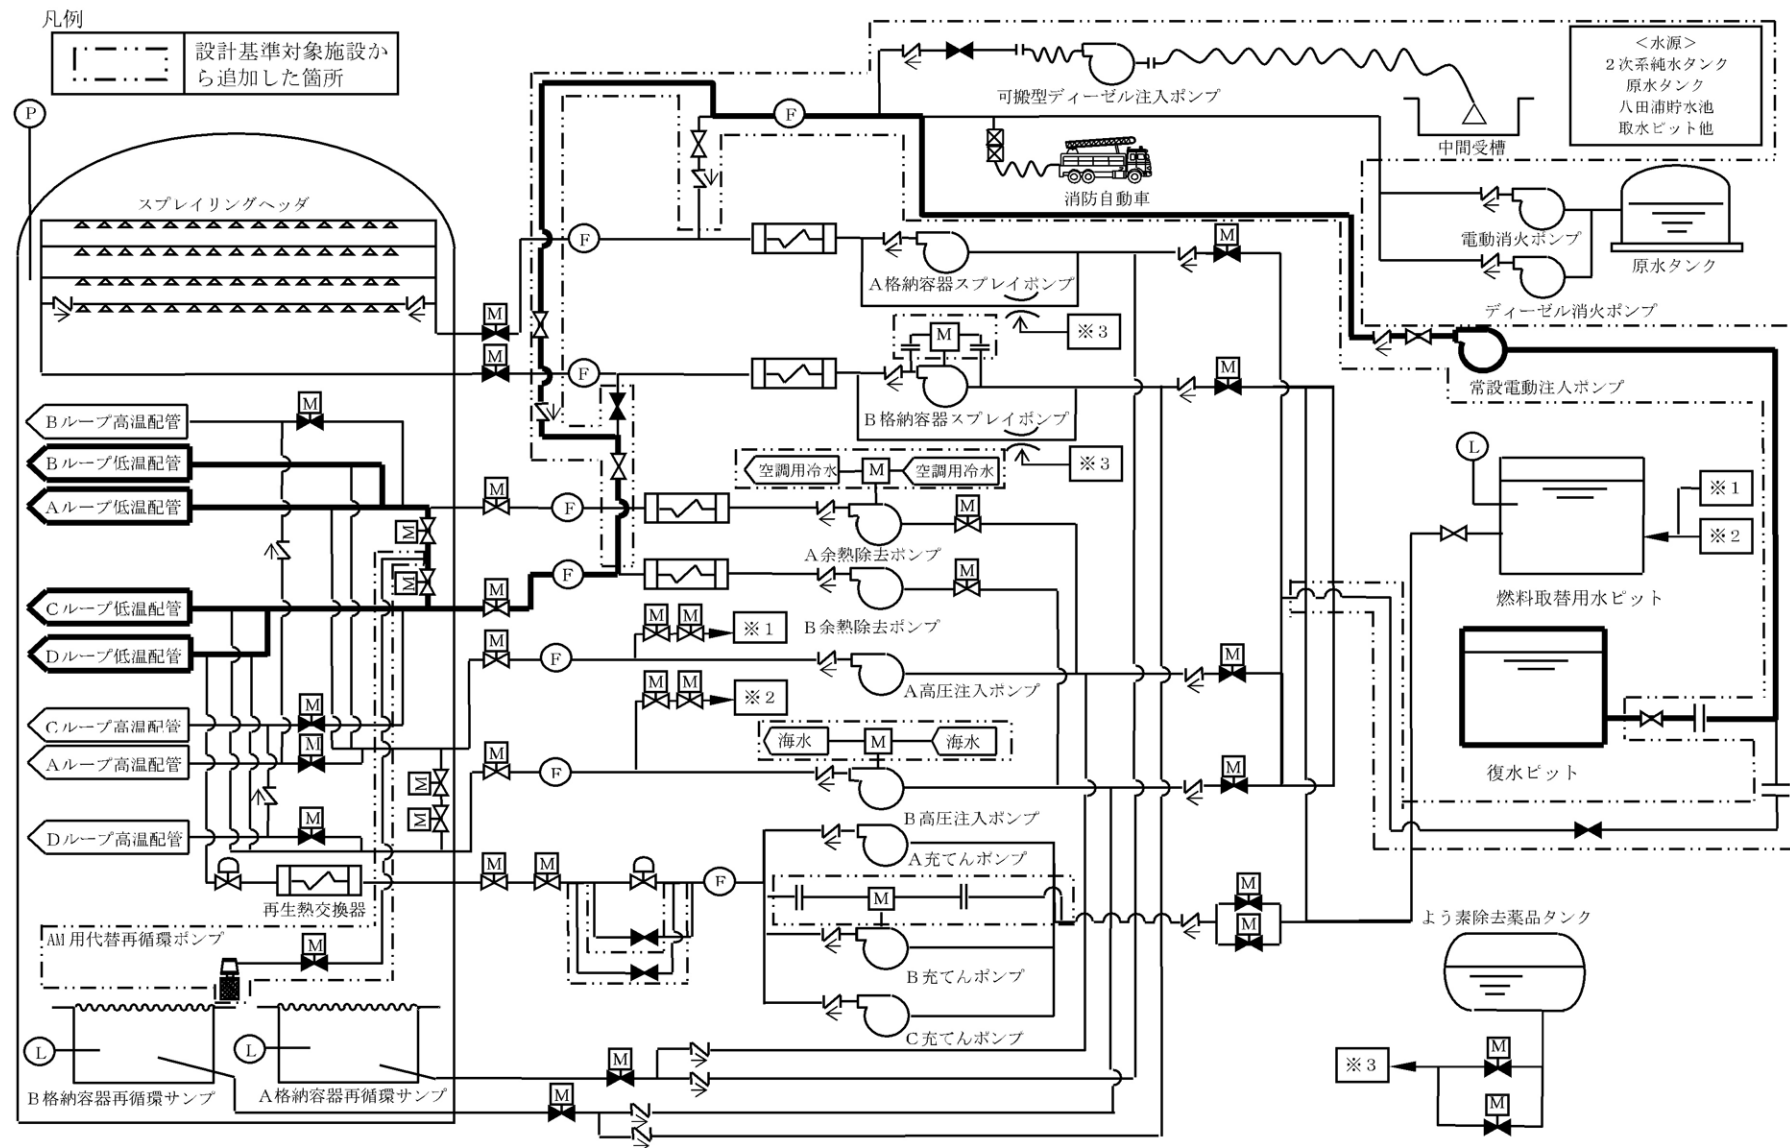 凡例
設計基準対象施設か
ら追加した箇所
P
F
可搬型ディーゼル注入ポンプ
中間受槽
<水源>
2次系純水タンク
原水タンク
八田浦貯水池
取水ピット他
消防自動車
電動消火ポンプ
原水タンク
ディーゼル消火ポンプ
スプレイリングヘッダ
F
M
A格納容器スプレイポンプ
M
M
※3
M
F
M
B格納容器スプレイポンプ
常設電動注入ポンプ
※3
Bループ高温配管
M
Bループ低温配管
空調用冷水
M
空調用冷水
L
※1
※2
Aループ低温配管
M
F
M
M
A余熱除去ポンプ
M
M
F
M
Cループ低温配管
M
燃料取替用水ピット
B余熱除去ポンプ
M
M
※1
Dループ低温配管
M
F
M
A高圧注入ポンプ
M
M
※2
Cループ高温配管
M
海水
M
海水
Aループ高温配管
M
M
F
M
復水ピット
M
M
B高圧注入ポンプ
Dループ高温配管
M
A充てんポンプ
M
M
F
M
M
再生熱交換器
M
よう素除去薬品タンク
AM用代替再循環ポンプ
M
B充てんポンプ
C充てんポンプ
L
L
M
※3
M
B格納容器再循環サンプ
A格納容器再循環サンプ
M
M